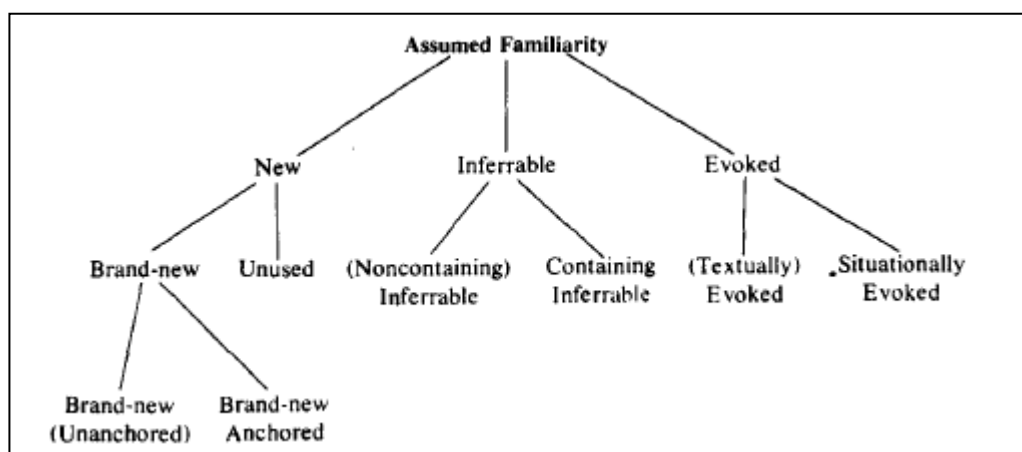 Assumed Familiarity
New Inferrable Evoked
Brand-new Unused (Noncontaining) Containing (Textually) Situationally
Inferrable Inferrable Evoked Evoked
Brand-new Brand-new
(Unanchored) Anchored